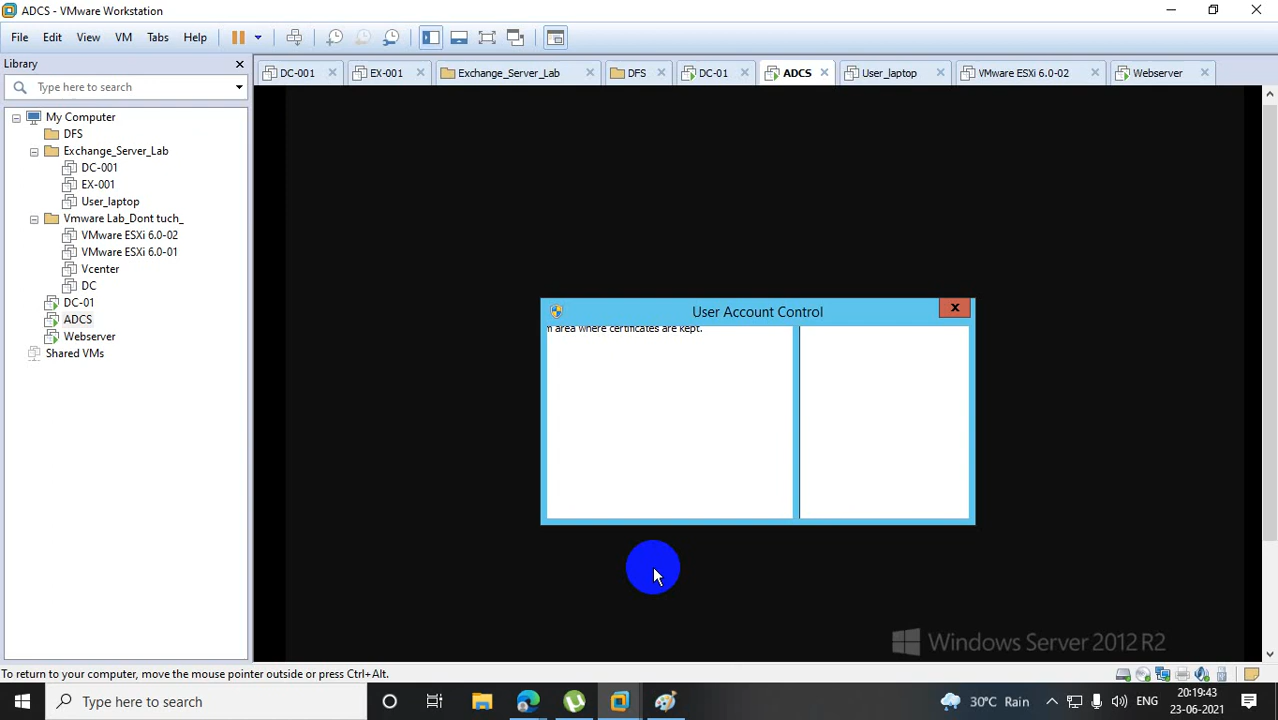 ADCS - VMware Workstation
File Edit View VM Tabs Help
Library
Type here to search
My Computer
DFS
Exchange_Server_Lab
DC-001
EX-001
User_laptop
Vmware Lab_Dont tuch_
VMware ESXi 6.0-02
VMware ESXi 6.0-01
Vcenter
DC
DC-01
ADCS
Webserver
Shared VMs
DC-001 EX-001 Exchange_Server_Lab DFS DC-01 ADCS User_laptop VMware ESXi 6.0-02 Webserver
User Account Control
area where certificates are kept.
Windows Server 2012 R2
To return to your computer, move the mouse pointer outside or press Ctrl+Alt.
Type here to search
30°C Rain
ENG
20:19:43
23-06-2021